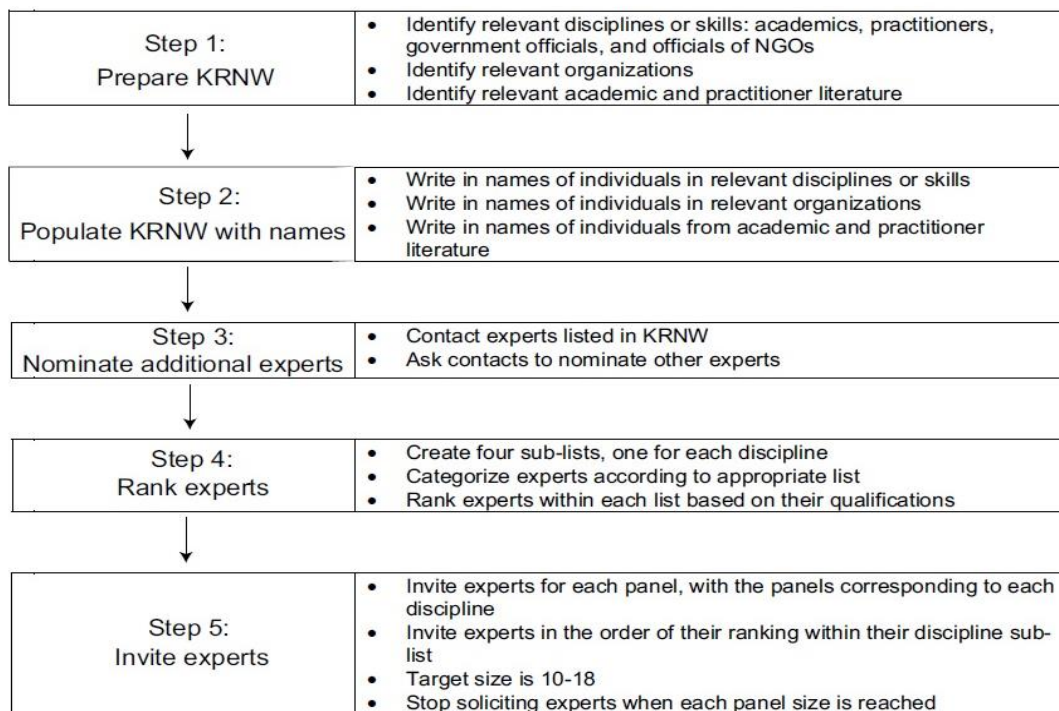 Step 1:
Prepare KRNW
• Identify relevant disciplines or skills: academics, practitioners,
government officials, and officials of NGOs
• Identify relevant organizations
• Identify relevant academic and practitioner literature
Step 2:
Populate KRNW with names
• Write in names of individuals in relevant disciplines or skills
• Write in names of individuals in relevant organizations
• Write in names of individuals from academic and practitioner
literature
Step 3:
Nominate additional experts
• Contact experts listed in KRNW
• Ask contacts to nominate other experts
Step 4:
Rank experts
• Create four sub-lists, one for each discipline
• Categorize experts according to appropriate list
• Rank experts within each list based on their qualifications
Step 5:
Invite experts
• Invite experts for each panel, with the panels corresponding to each
discipline
• Invite experts in the order of their ranking within their discipline sub-
list
• Target size is 10-18
• Stop soliciting experts when each panel size is reached